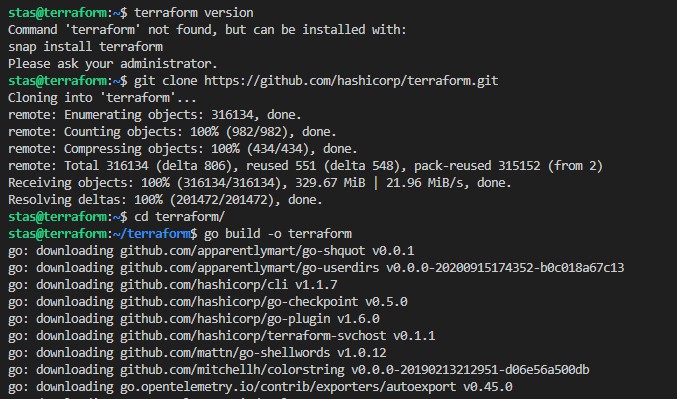 stas@terraform:~$ terraform version
Command 'terraform' not found, but can be installed with:
snap install terraform
Please ask your administrator.
stas@terraform:~$ git clone https://github.com/hashicorp/terraform.git
Cloning into 'terraform'...
remote: Enumerating objects: 316134, done.
remote: Counting objects: 100% (982/982), done.
remote: Compressing objects: 100% (434/434), done.
remote: Total 316134 (delta 806), reused 551 (delta 548), pack-reused 315152 (from 2)
Receiving objects: 100% (316134/316134), 329.67 MiB | 21.96 MiB/s, done.
Resolving deltas: 100% (201472/201472), done.
stas@terraform:~$ cd terraform/
stas@terraform:~/terraform$ go build -o terraform
go: downloading github.com/apparentlymart/go-shquot v0.0.1
go: downloading github.com/apparentlymart/go-userdirs v0.0.0-20200915174352-b0c018a67c13
go: downloading github.com/hashicorp/cli v1.1.7
go: downloading github.com/hashicorp/go-checkpoint v0.5.0
go: downloading github.com/hashicorp/go-plugin v1.6.0
go: downloading github.com/hashicorp/terraform-svchost v0.1.1
go: downloading github.com/mattn/go-shellwords v1.0.12
go: downloading github.com/mitchellh/colorstring v0.0.0-20190213212951-d06e56a500db
go: downloading go.opentelemetry.io/contrib/exporters/autoexport v0.45.0